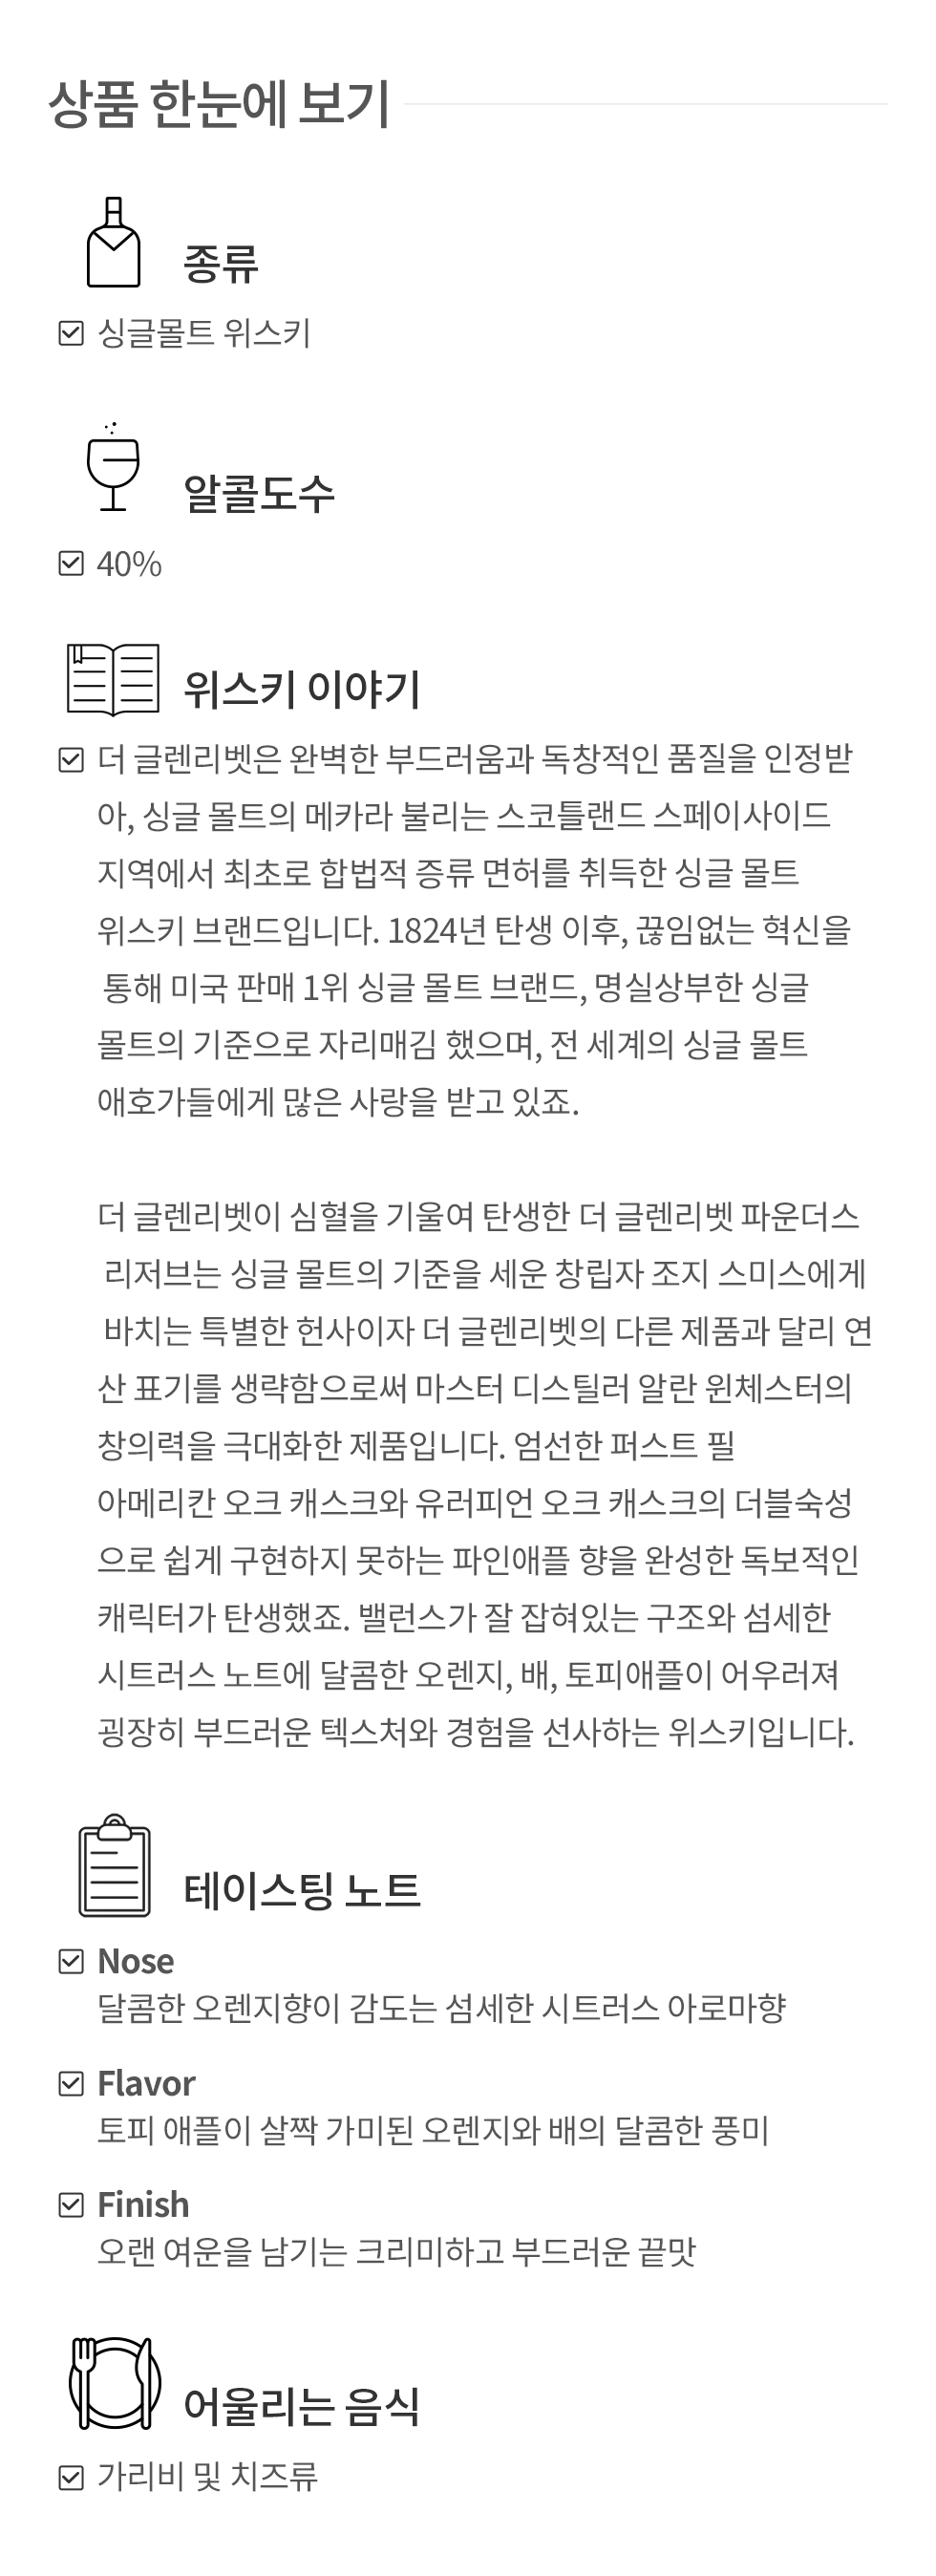 상품 한눈에 보기
종류
싱글몰트 위스키
알콜도수
40%
위스키 이야기
더 글렌리벳은 완벽한 부드러움과 독창적인 품질을 인정받
아, 싱글 몰트의 메카라 불리는 스코틀랜드 스페이사이드
지역에서 최초로 합법적 증류 면허를 취득한 싱글 몰트
위스키 브랜드입니다. 1824년 탄생 이후, 끊임없는 혁신을
통해 미국 판매 1위 싱글 몰트 브랜드, 명실상부한 싱글
몰트의 기준으로 자리매김 했으며, 전 세계의 싱글 몰트
애호가들에게 많은 사랑을 받고 있죠.
더 글렌리벳이 심혈을 기울여 탄생한 더 글렌리벳 파운더스
리저브는 싱글 몰트의 기준을 세운 창립자 조지 스미스에게
바치는 특별한 헌사이자 더 글렌리벳의 다른 제품과 달리 연
산 표기를 생략함으로써 마스터 디스틸러 알란 윈체스터의
창의력을 극대화한 제품입니다. 엄선한 퍼스트 필
아메리칸 오크 캐스크와 유러피언 오크 캐스크의 더블숙성
으로 쉽게 구현하지 못하는 파인애플 향을 완성한 독보적인
캐릭터가 탄생했죠. 밸런스가 잘 잡혀있는 구조와 섬세한
시트러스 노트에 달콤한 오렌지, 배, 토피애플이 어우러져
굉장히 부드러운 텍스처와 경험을 선사하는 위스키입니다.
테이스팅 노트
Nose
달콤한 오렌지향이 감도는 섬세한 시트러스 아로마향
Flavor
토피 애플이 살짝 가미된 오렌지와 배의 달콤한 풍미
Finish
오랜 여운을 남기는 크리미하고 부드러운 끝맛
어울리는 음식
가리비 및 치즈류